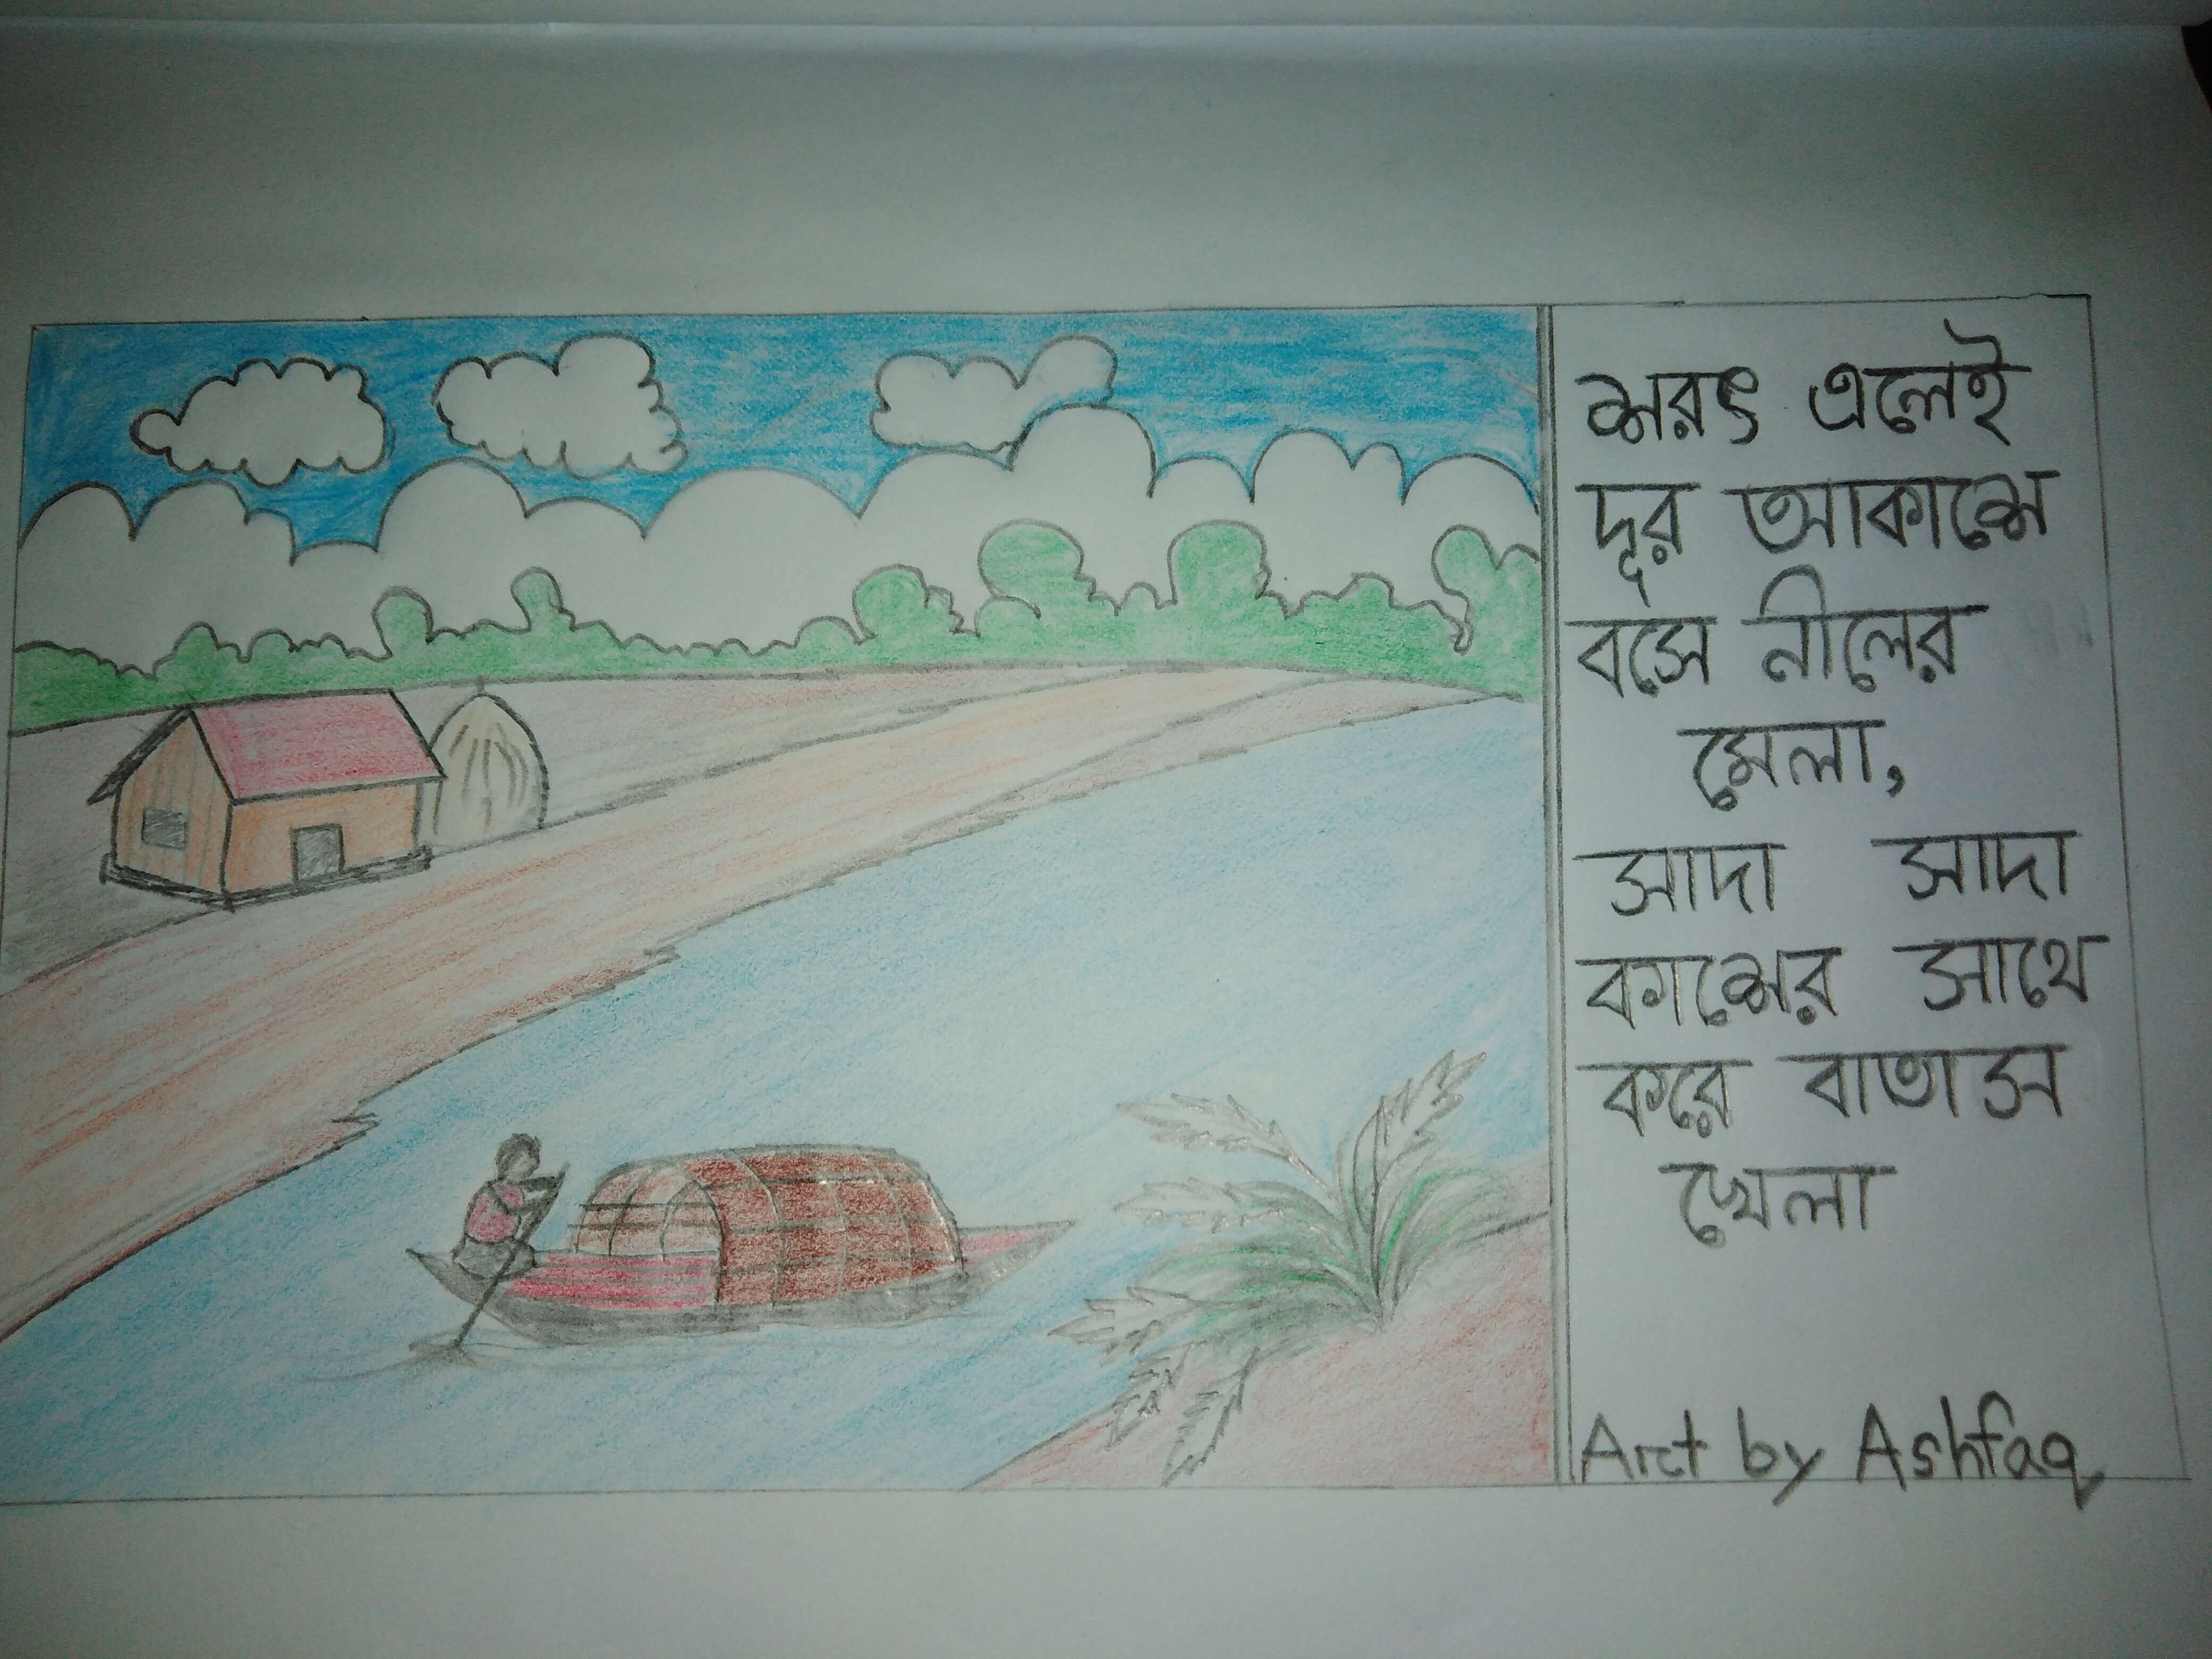 শরৎ এলেই
দূর আকাশে
বসে নীলের
মেলা,
সাদা সাদা
কাশের সাথে
করে বাতাস
খেলা
Art by Ashfaq